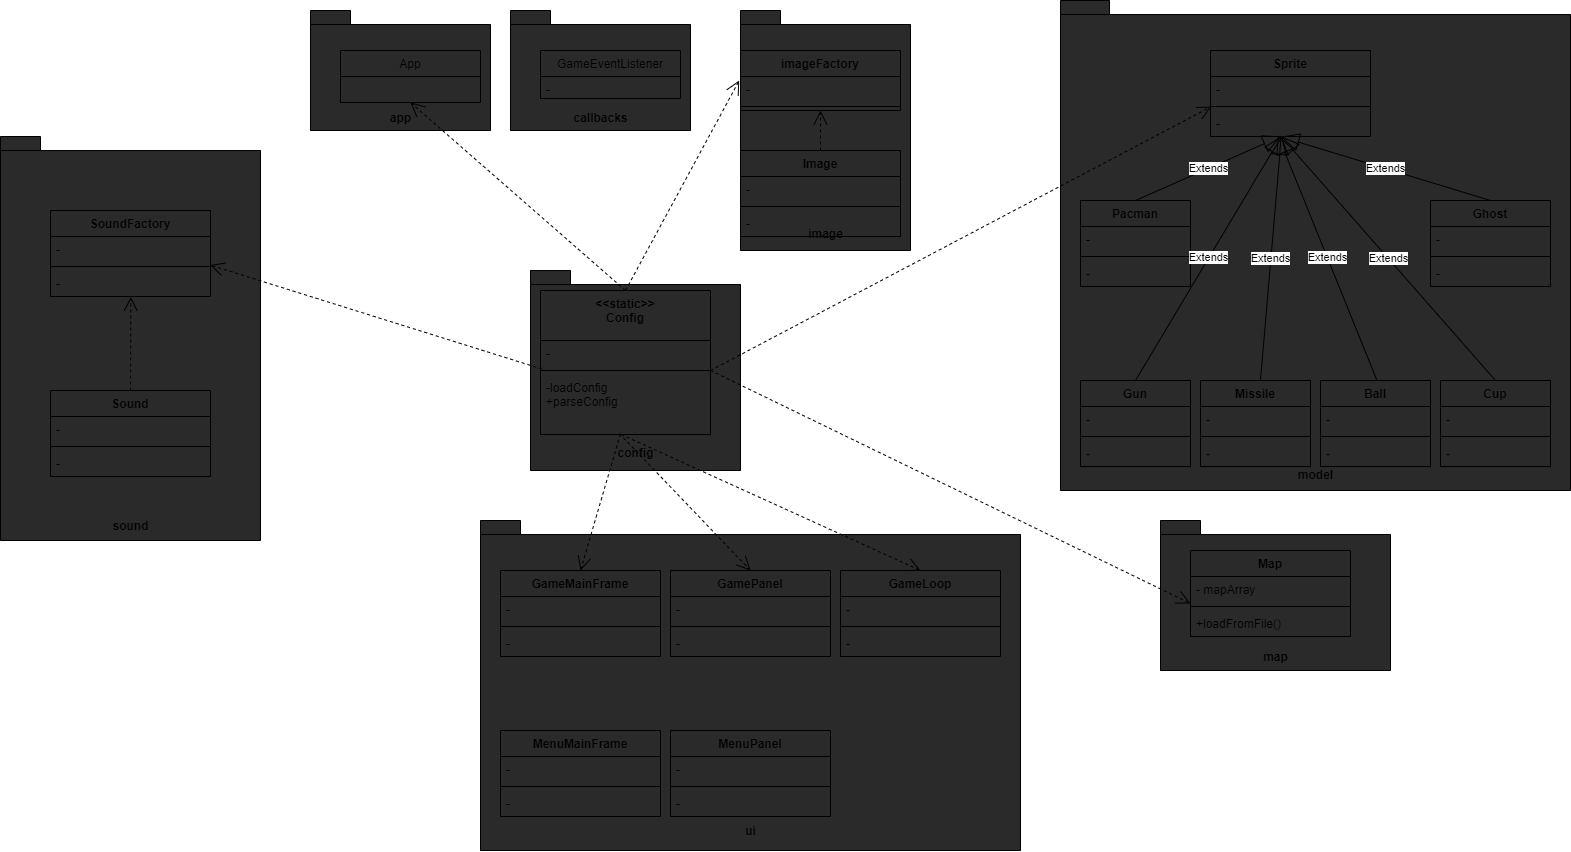 App
-
app
GameEventListener
-
callbacks
imageFactory
-
Image
-
-
image
Sprite
-
-
Extends
Extends
Pacman
-
-
Ghost
-
-
Extends
Extends
Extends
Extends
Gun
-
-
Missile
-
-
Ball
-
-
Cup
-
-
model
SoundFactory
-
-
Sound
-
-
sound
<<static>>
Config
-
-loadConfig
+parseConfig
config
GameMainFrame
-
-
GamePanel
-
-
GameLoop
-
-
MenuMainFrame
-
-
MenuPanel
-
-
ui
Map
- mapArray
+loadFromFile()
map